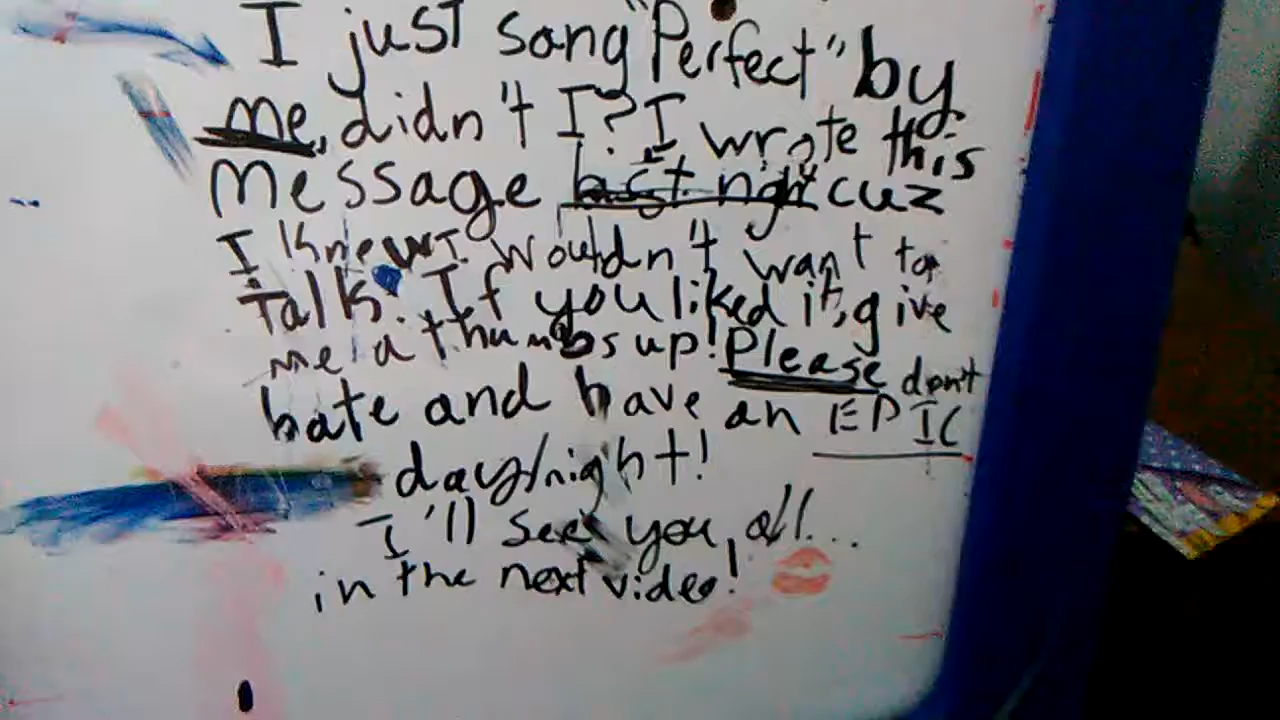 I just sang "Perfect" by
me, didn't I? I wrote this
message last night cuz
I knew I wouldn't want to
talk. If you liked it, give
me a thumbs up! Please don't
hate and have an EPIC
day/night!
I'll see you all...
in the next video!